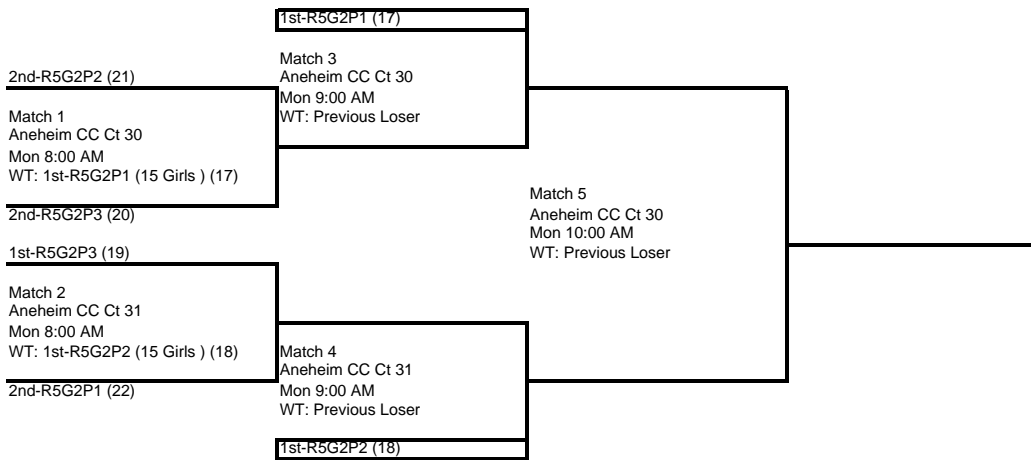 1st-R5G2P1 (17)
Match 3
Aneheim CC Ct 30
Mon 9:00 AM
WT: Previous Loser
2nd-R5G2P2 (21)
Match 1
Aneheim CC Ct 30
Mon 8:00 AM
WT: 1st-R5G2P1 (15 Girls ) (17)
2nd-R5G2P3 (20)
Match 5
Aneheim CC Ct 30
Mon 10:00 AM
WT: Previous Loser
1st-R5G2P3 (19)
Match 2
Aneheim CC Ct 31
Mon 8:00 AM
WT: 1st-R5G2P2 (15 Girls ) (18)
2nd-R5G2P1 (22)
Match 4
Aneheim CC Ct 31
Mon 9:00 AM
WT: Previous Loser
1st-R5G2P2 (18)